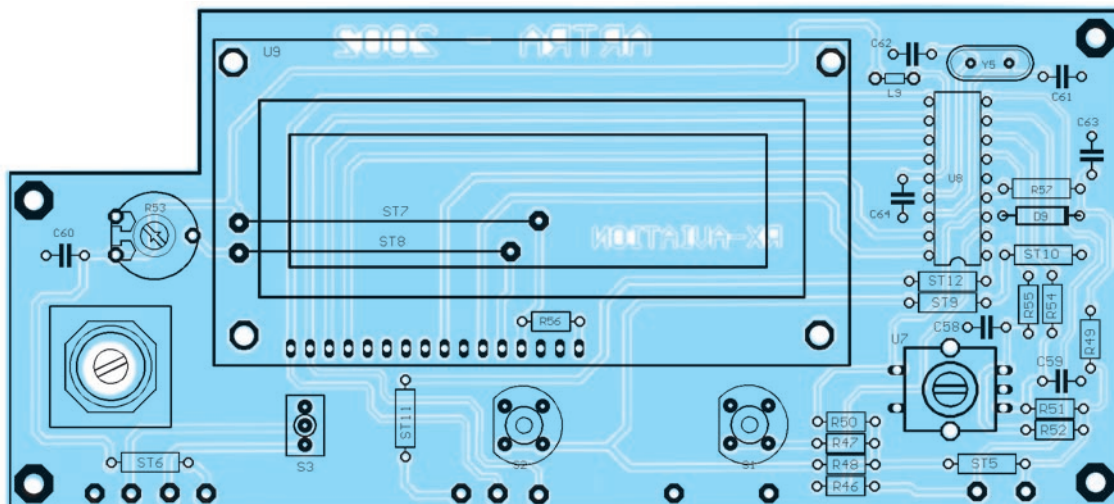 ARTRA - 2002
U9
C62
Y5
L9
C61
C63
U8
R57
C64
D9
R53
ST7
C60
ST8
RX-AVIATION
ST10
ST12
ST9
R55
R54
R56
C58
R49
U7
C59
ST11
R51
R50
R52
R47
S3
S2
S1
ST6
R48
ST5
R46